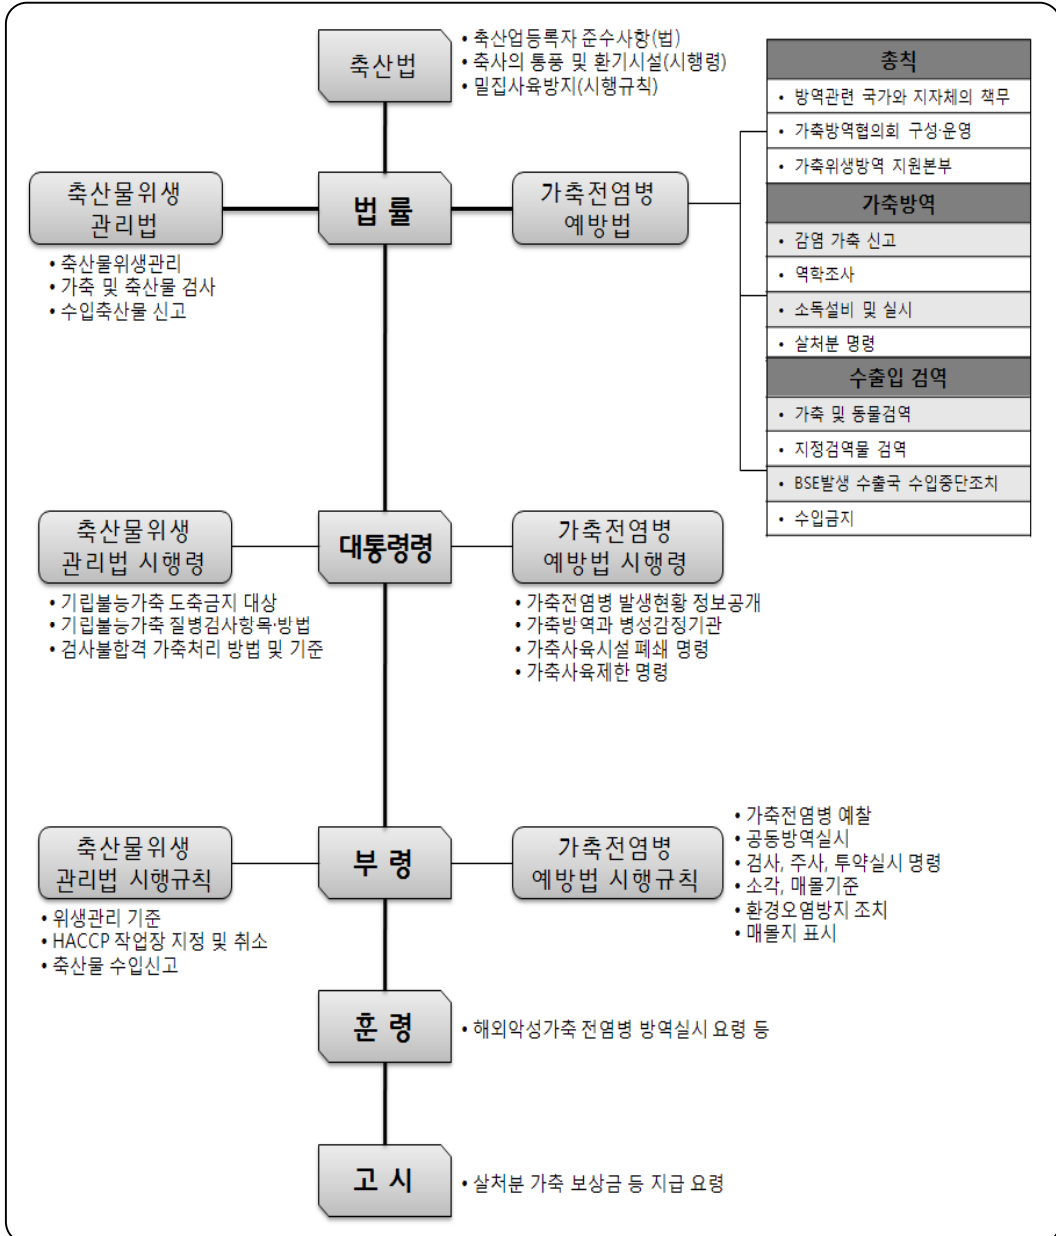 축산법
• 축산업등록자 준수사항(법)
• 축사의 통풍 및 환기시설(시행령)
• 밀집사육방지(시행규칙)
총칙
• 방역관련 국가와 지자체의 책무
• 가축방역협의회 구성·운영
• 가축위생방역 지원본부
가축방역
• 감염 가축 신고
• 역학조사
• 소독설비 및 실시
• 살처분 명령
수출입 검역
• 가축 및 동물검역
• 지정검역물 검역
• BSE발생 수출국 수입중단조치
• 수입금지
축산물위생
관리법
• 축산물위생관리
• 가축 및 축산물 검사
• 수입축산물 신고
법 률
가축전염병
예방법
축산물위생
관리법 시행령
• 기립불능가축 도축금지 대상
• 기립불능가축 질병검사항목·방법
• 검사불합격 가축처리 방법 및 기준
대통령령
가축전염병
예방법 시행령
• 가축전염병 발생현황 정보공개
• 가축방역과 병성감정기관
• 가축사육시설 폐쇄 명령
• 가축사육제한 명령
축산물위생
관리법 시행규칙
• 위생관리 기준
• HACCP 작업장 지정 및 취소
• 축산물 수입신고
부 령
가축전염병
예방법 시행규칙
• 가축전염병 예찰
• 공동방역실시
• 검사, 주사, 투약실시 명령
• 소각, 매몰기준
• 환경오염방지 조치
• 매몰지 표시
훈 령
• 해외악성가축 전염병 방역실시 요령 등
고 시
• 살처분 가축 보상금 등 지급 요령